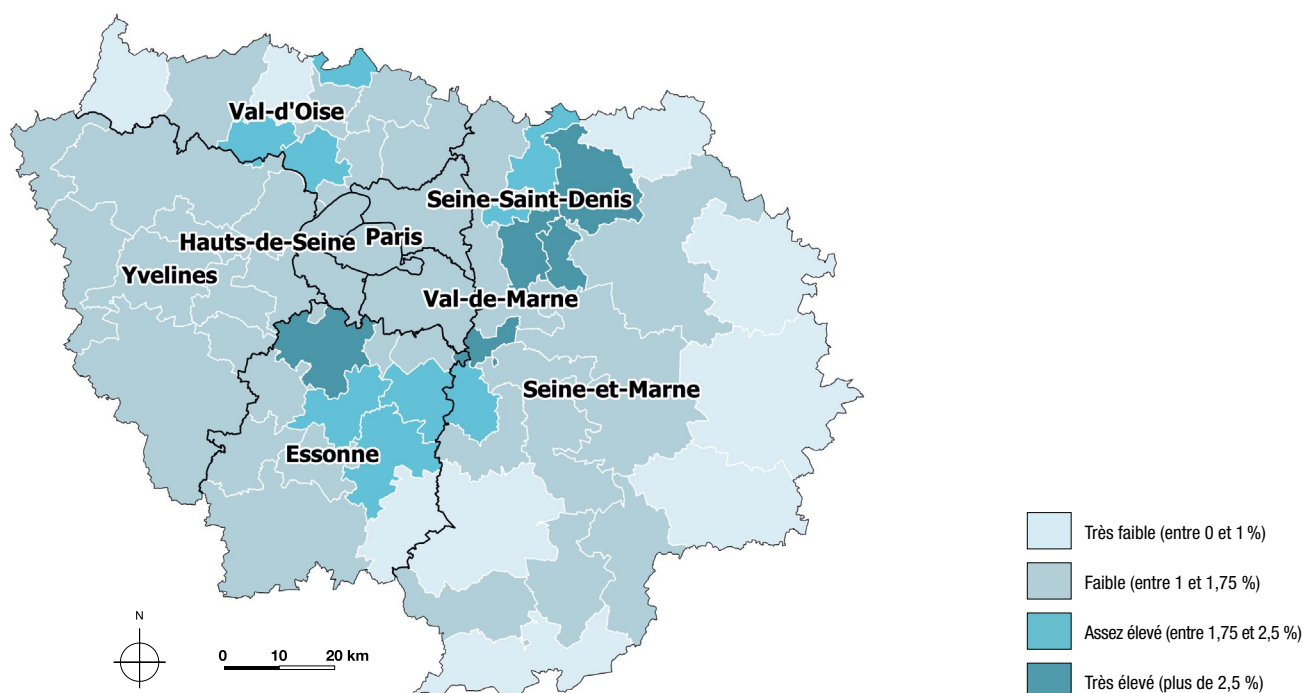 Val-d'Oise
Seine-Saint-Denis
Hauts-de-Seine
Paris
Yvelines
Val-de-Marne
Seine-et-Marne
Essonne
N
0 10 20 km
Très faible (entre 0 et 1 %)
Faible (entre 1 et 1,75 %)
Assez élevé (entre 1,75 et 2,5 %)
Très élevé (plus de 2,5 %)